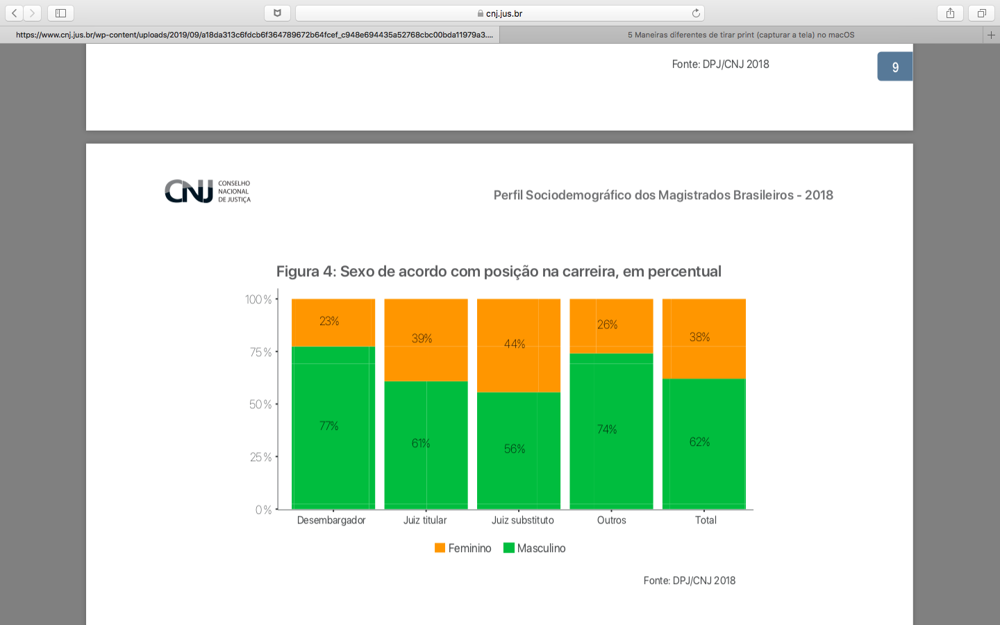 cnj.jus.br
https://www.cnj.jus.br/wp-content/uploads/2019/09/a18da313c6fdcb6f364789672b64fcef_c948e694435a52768cbc00bda11979a3....
5 Maneiras diferentes de tirar print (capturar a tela) no macOS
Fonte: DPJ/CNJ 2018
9
CNJ
CONSELHO
NACIONAL
DE JUSTIÇA
Perfil Sociodemográfico dos Magistrados Brasileiros - 2018
Figura 4: Sexo de acordo com posição na carreira, em percentual
100%
75%
50%
25%
0%
23%
39%
44%
26%
38%
77%
61%
56%
74%
62%
Desembargador
Juiz titular
Juiz substituto
Outros
Total
Feminino
Masculino
Fonte: DPJ/CNJ 2018